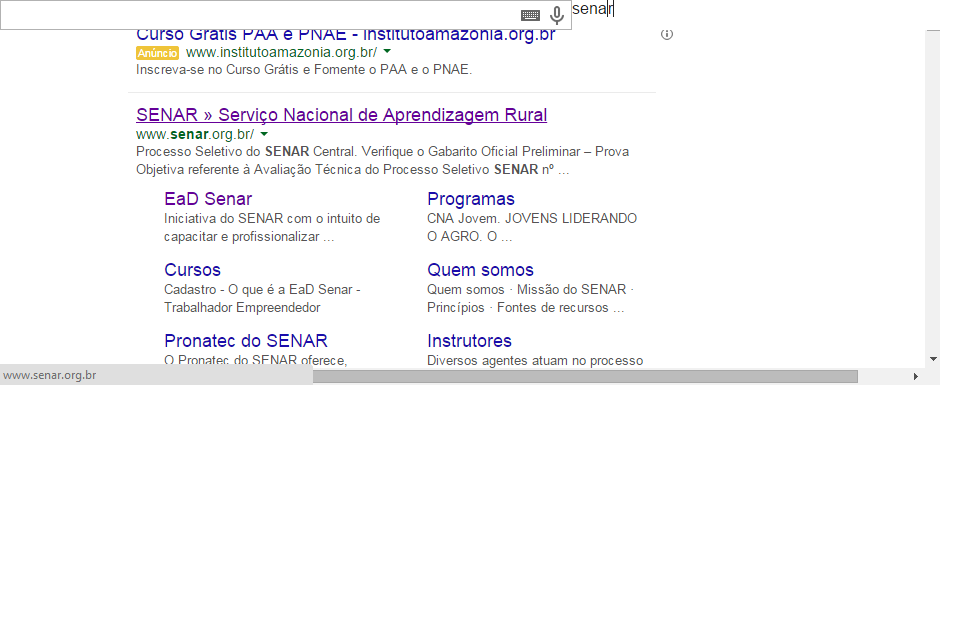 senar
Curso Grátis PAA e PNAE - institutoamazonia.org.br
Anúncio www.institutoamazonia.org.br/
Inscreva-se no Curso Grátis e Fomente o PAA e o PNAE.
SENAR » Serviço Nacional de Aprendizagem Rural
www.senar.org.br/
Processo Seletivo do SENAR Central. Verifique o Gabarito Oficial Preliminar – Prova
Objetiva referente à Avaliação Técnica do Processo Seletivo SENAR nº ...
EaD Senar
Iniciativa do SENAR com o intuito de
capacitar e profissionalizar ...
Programas
CNA Jovem. JOVENS LIDERANDO
O AGRO. O ...
Cursos
Cadastro - O que é a EaD Senar -
Trabalhador Empreendedor
Quem somos
Quem somos · Missão do SENAR ·
Princípios · Fontes de recursos ...
Pronatec do SENAR
O Pronatec do SENAR oferece,
Instrutores
Diversos agentes atuam no processo
www.senar.org.br